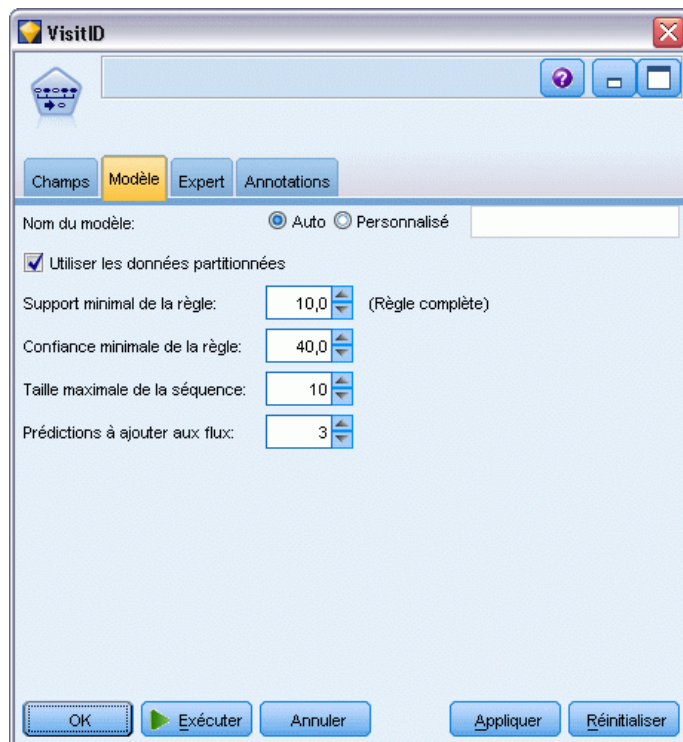 VisitID
Champs Modèle Expert Annotations
Nom du modèle: Auto Personnalisé
Utiliser les données partitionnées
Support minimal de la règle: 10,0 (Règle complète)
Confiance minimale de la règle: 40,0
Taille maximale de la séquence: 10
Prédictions à ajouter aux flux: 3
OK Exécuter Annuler Appliquer Réinitialiser